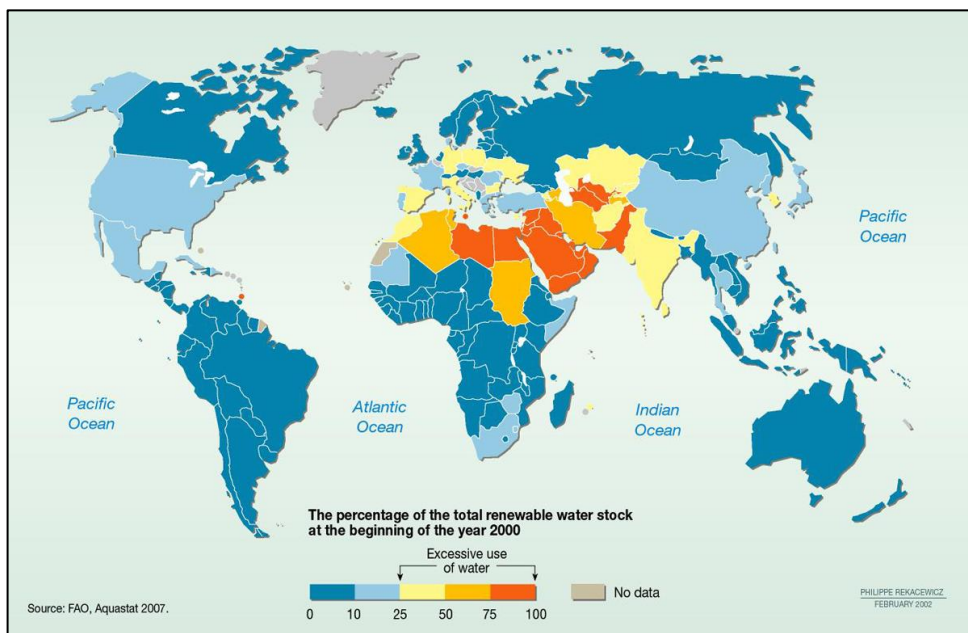 Pacific
Ocean
Pacific
Ocean
Atlantic
Ocean
Indian
Ocean
The percentage of the total renewable water stock
at the beginning of the year 2000
Excessive use
of water
0 10 25 50 75 100
No data
Source: FAO, Aquastat 2007.
PHILIPPE REKACEWICZ
FEBRUARY 2002